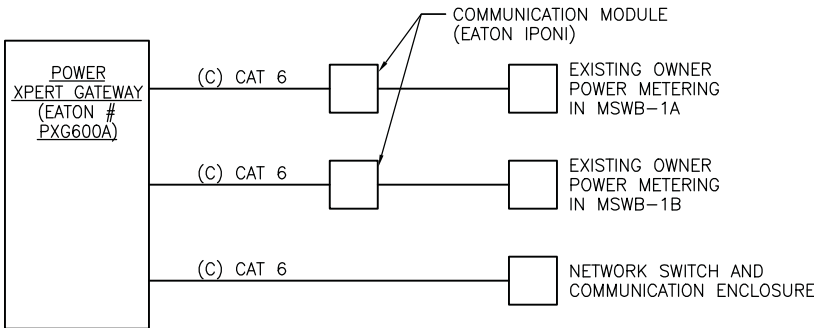 COMMUNICATION MODULE
(EATON IPONI)
POWER
XPERT GATEWAY
(EATON #
PXG600A)
(C) CAT 6
EXISTING OWNER
POWER METERING
IN MSWB-1A
(C) CAT 6
EXISTING OWNER
POWER METERING
IN MSWB-1B
(C) CAT 6
NETWORK SWITCH AND
COMMUNICATION ENCLOSURE